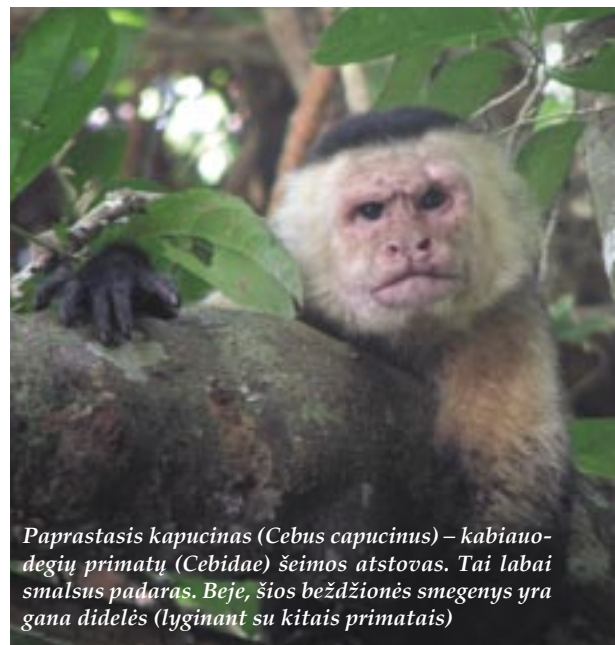 Paprastasis kapucinas (Cebus capucinus) – kabiauo-
degių primatų (Cebidae) šeimos atstovas. Tai labai
smalsus padaras. Beje, šios beždžionės smegenys yra
gana didelės (lyginant su kitais primatais)